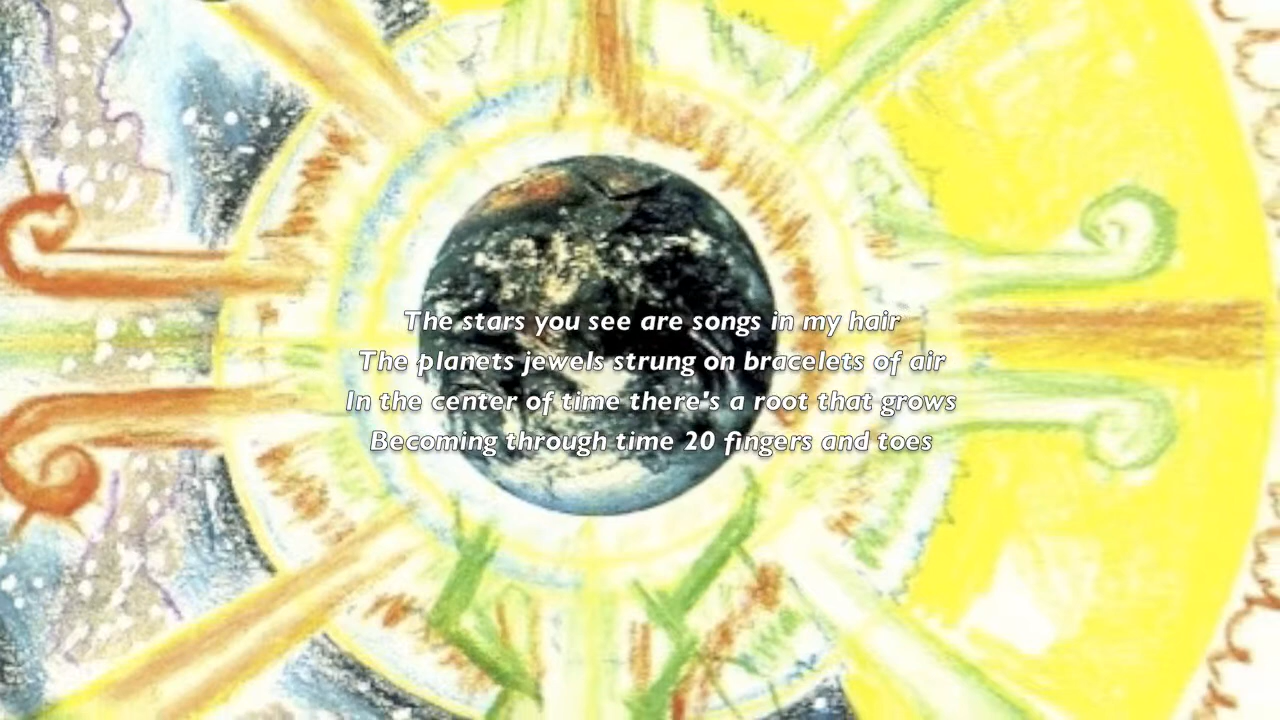 The stars you see are songs in my hair
The planets jewels strung on bracelets of air
In the center of time there's a root that grows
Becoming through time 20 fingers and toes